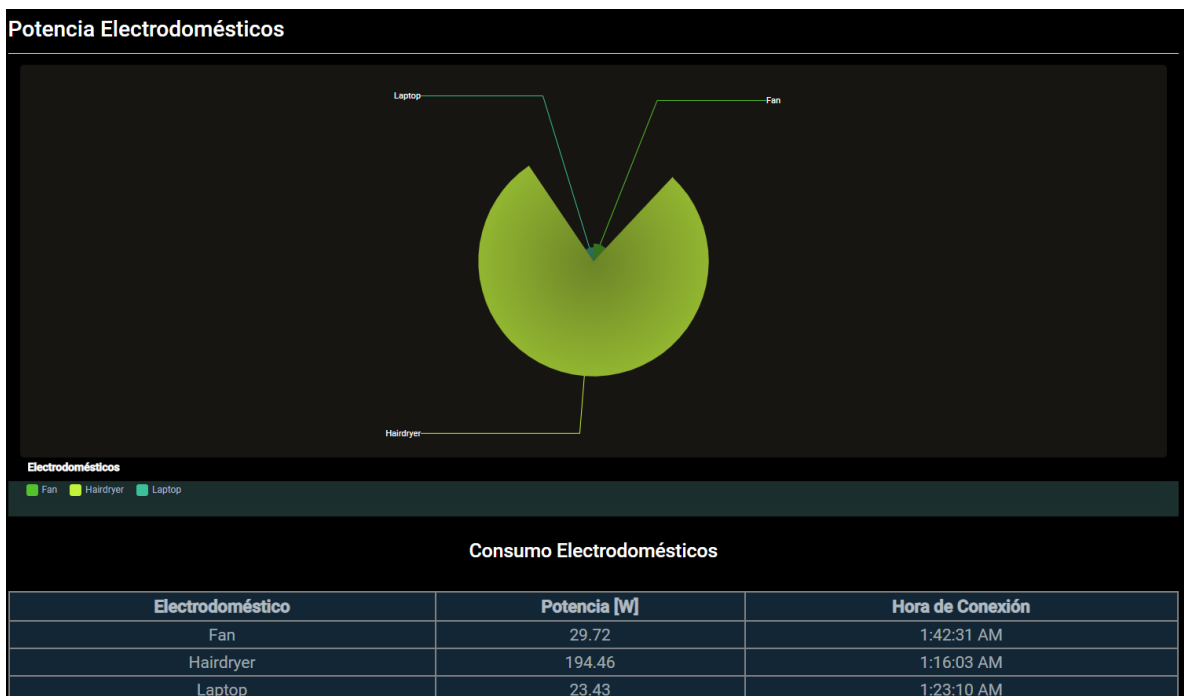 Potencia Electrodomésticos
Laptop
Fan
Hairdryer
Electrodomésticos
Fan Hairdryer Laptop
Consumo Electrodomésticos
Electrodoméstico Potencia [W] Hora de Conexión
Fan 29.72 1:42:31 AM
Hairdryer 194.46 1:16:03 AM
Laptop 23.43 1:23:10 AM